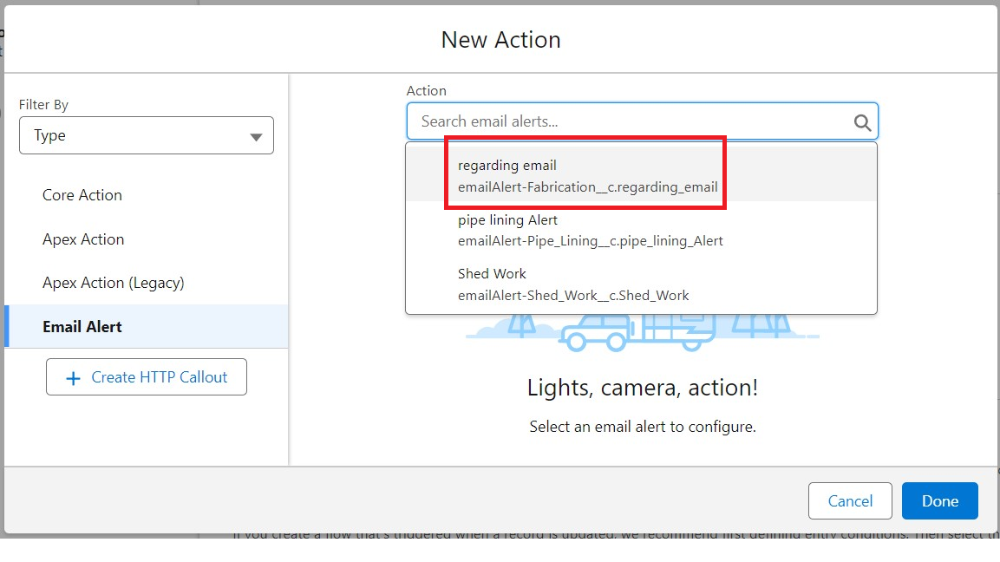 New Action
Filter By
Type
Core Action
Apex Action
Apex Action (Legacy)
Email Alert
Create HTTP Callout
Action
Search email alerts...
regarding email
emailAlert-Fabrication__c.regarding_email
pipe lining Alert
emailAlert-Pipe_Lining__c.pipe_lining_Alert
Shed Work
emailAlert-Shed_Work__c.Shed_Work
Lights, camera, action!
Select an email alert to configure.
Cancel
Done
If you create a flow that's triggered when a record is updated, we recommend first defining entry conditions. Then select th